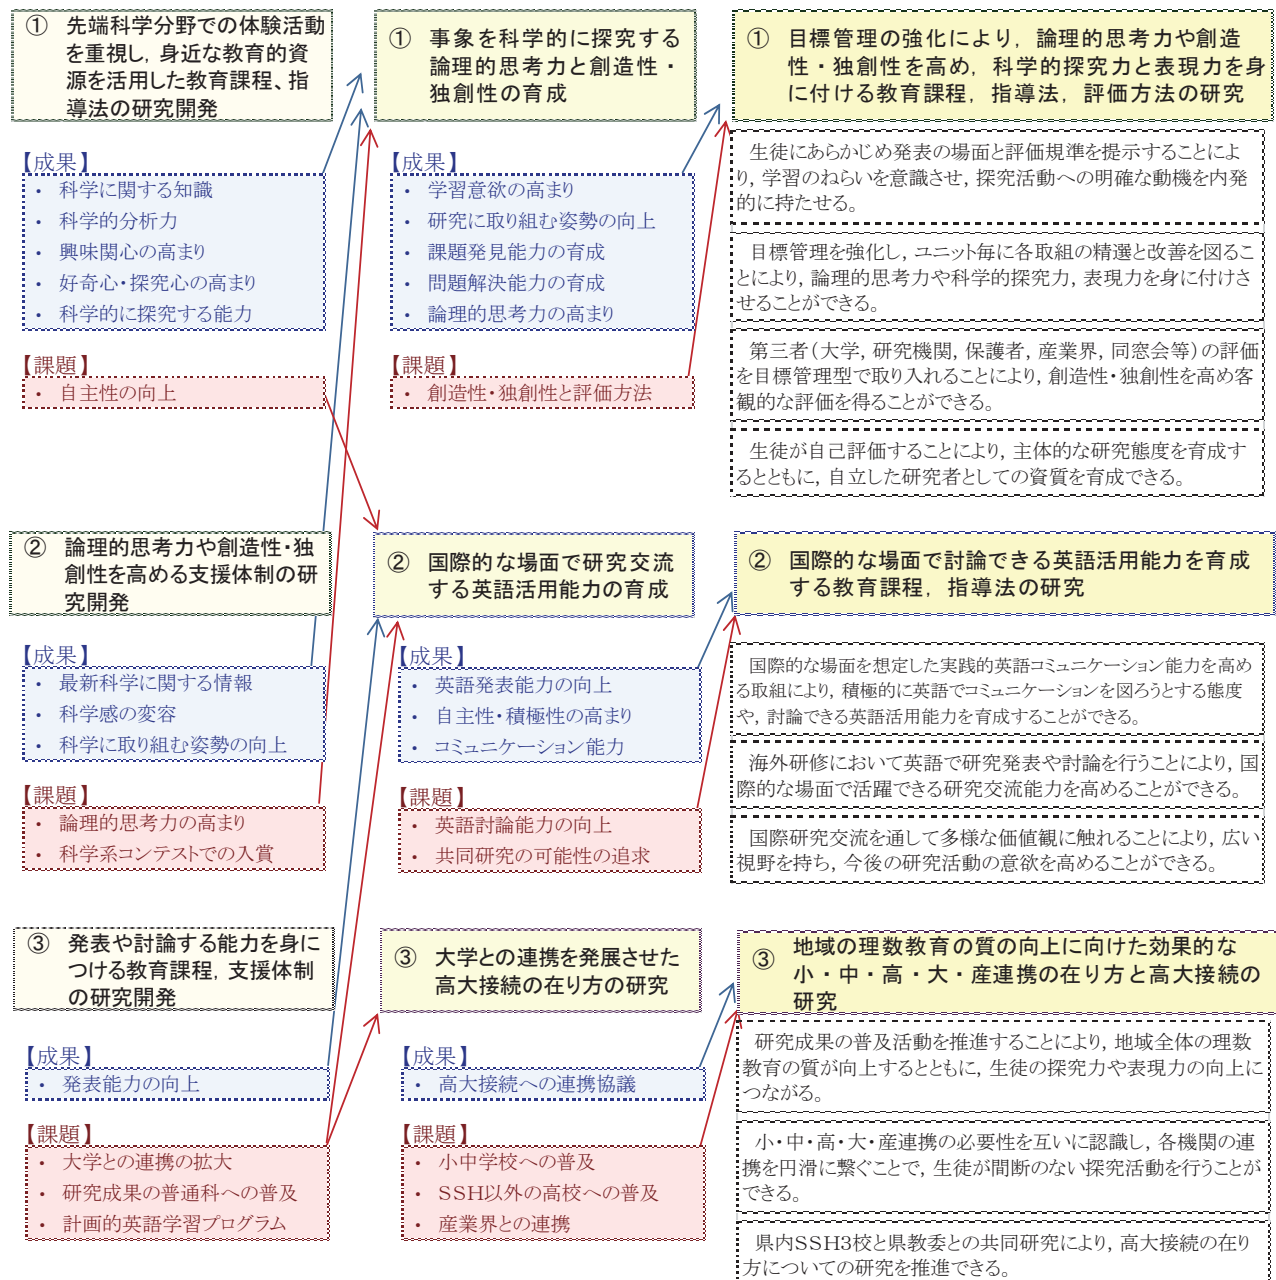 ① 先端科学分野での体験活動
を重視し，身近な教育的資
源を活用した教育課程、指
導法の研究開発
【成果】
・ 科学に関する知識
・ 科学的分析力
・ 興味関心の高まり
・ 好奇心・探究心の高まり
・ 科学的に探究する能力
【課題】
・ 自主性の向上
② 論理的思考力や創造性・独
創性を高める支援体制の研
究開発
【成果】
・ 最新科学に関する情報
・ 科学感の変容
・ 科学に取り組む姿勢の向上
【課題】
・ 論理的思考力の高まり
・ 科学系コンテストでの入賞
③ 発表や討論する能力を身に
つける教育課程，支援体制
の研究開発
【成果】
・ 発表能力の向上
【課題】
・ 大学との連携の拡大
・ 研究成果の普通科への普及
・ 計画的英語学習プログラム
① 事象を科学的に探究する
論理的思考力と創造性・
独創性の育成
【成果】
・ 学習意欲の高まり
・ 研究に取り組む姿勢の向上
・ 課題発見能力の育成
・ 問題解決能力の育成
・ 論理的思考力の高まり
【課題】
・ 創造性・独創性と評価方法
② 国際的な場面で研究交流
する英語活用能力の育成
【成果】
・ 英語発表能力の向上
・ 自主性・積極性の高まり
・ コミュニケーション能力
【課題】
・ 英語討論能力の向上
・ 共同研究の可能性の追求
③ 大学との連携を発展させた
高大接続の在り方の研究
【成果】
・ 高大接続への連携協議
【課題】
・ 小中学校への普及
・ SSH以外の高校への普及
・ 産業界との連携
① 目標管理の強化により，論理的思考力や創造
性・独創性を高め，科学的探究力と表現力を身
に付ける教育課程，指導法，評価方法の研究
生徒にあらかじめ発表の場面と評価規準を提示することによ
り，学習のねらいを意識させ，探究活動への明確な動機を内発
的に持たせる。
目標管理を強化し，ユニット毎に各取組の精選と改善を図るこ
とにより，論理的思考力や科学的探究力，表現力を身に付けさ
せることができる。
第三者（大学，研究機関，保護者，産業界，同窓会等）の評価
を目標管理型で取り入れることにより，創造性・独創性を高め客
観的な評価を得ることができる。
生徒が自己評価することにより，主体的な研究態度を育成す
るとともに，自立した研究者としての資質を育成できる。
② 国際的な場面で討論できる英語活用能力を育成
する教育課程，指導法の研究
国際的な場面を想定した実践的英語コミュニケーション能力を高め
る取組により，積極的に英語でコミュニケーションを図ろうとする態度
や，討論できる英語活用能力を育成することができる。
海外研修において英語で研究発表や討論を行うことにより，国
際的な場面で活躍できる研究交流能力を高めることができる。
国際研究交流を通して多様な価値観に触れることにより，広い
視野を持ち，今後の研究活動の意欲を高めることができる。
③ 地域の理数教育の質の向上に向けた効果的な
小・中・高・大・産連携の在り方と高大接続の
研究
研究成果の普及活動を推進することにより，地域全体の理数
教育の質が向上するとともに，生徒の探究力や表現力の向上に
つながる。
小・中・高・大・産連携の必要性を互いに認識し，各機関の連
携を円滑に繋ぐことで，生徒が間断のない探究活動を行うことが
できる。
県内SSH3校と県教委との共同研究により，高大接続の在り
方についての研究を推進できる。